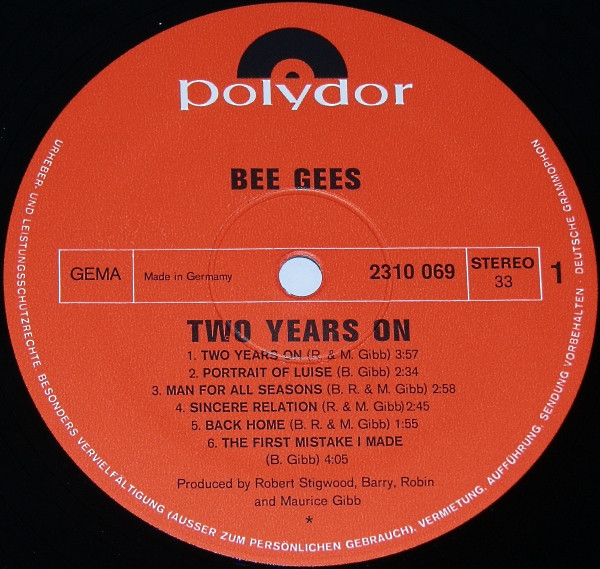 polydor
BEE GEES
GEMA
Made in Germamy
2310 069
STEREO
33
1
TWO YEARS ON
1. TWO YEARS ON (R. & M. Gibb) 3:57
2. PORTRAIT OF LUISE (B. Gibb) 2:34
3. MAN FOR ALL SEASONS (B. R. & M. Gibb) 2:58
4. SINCERE RELATION (R. & M. Gibb) 2:45
5. BACK HOME (B. R. & M. Gibb) 1:55
6. THE FIRST MISTAKE I MADE
(B. Gibb) 4:05
Produced by Robert Stigwood, Barry, Robin
and Maurice Gibb
*
URHEBER- UND LEISTUNGSSCHUTZRECHTE. BESONDERS VERVIELFÄLTIGUNG (AUSSER ZUM PERSÖNLICHEN GEBRAUCH), VERMIETUNG, AUFFÜHRUNG, SENDUNG VORBEHALTEN DEUTSCHE GRAMMOPHON